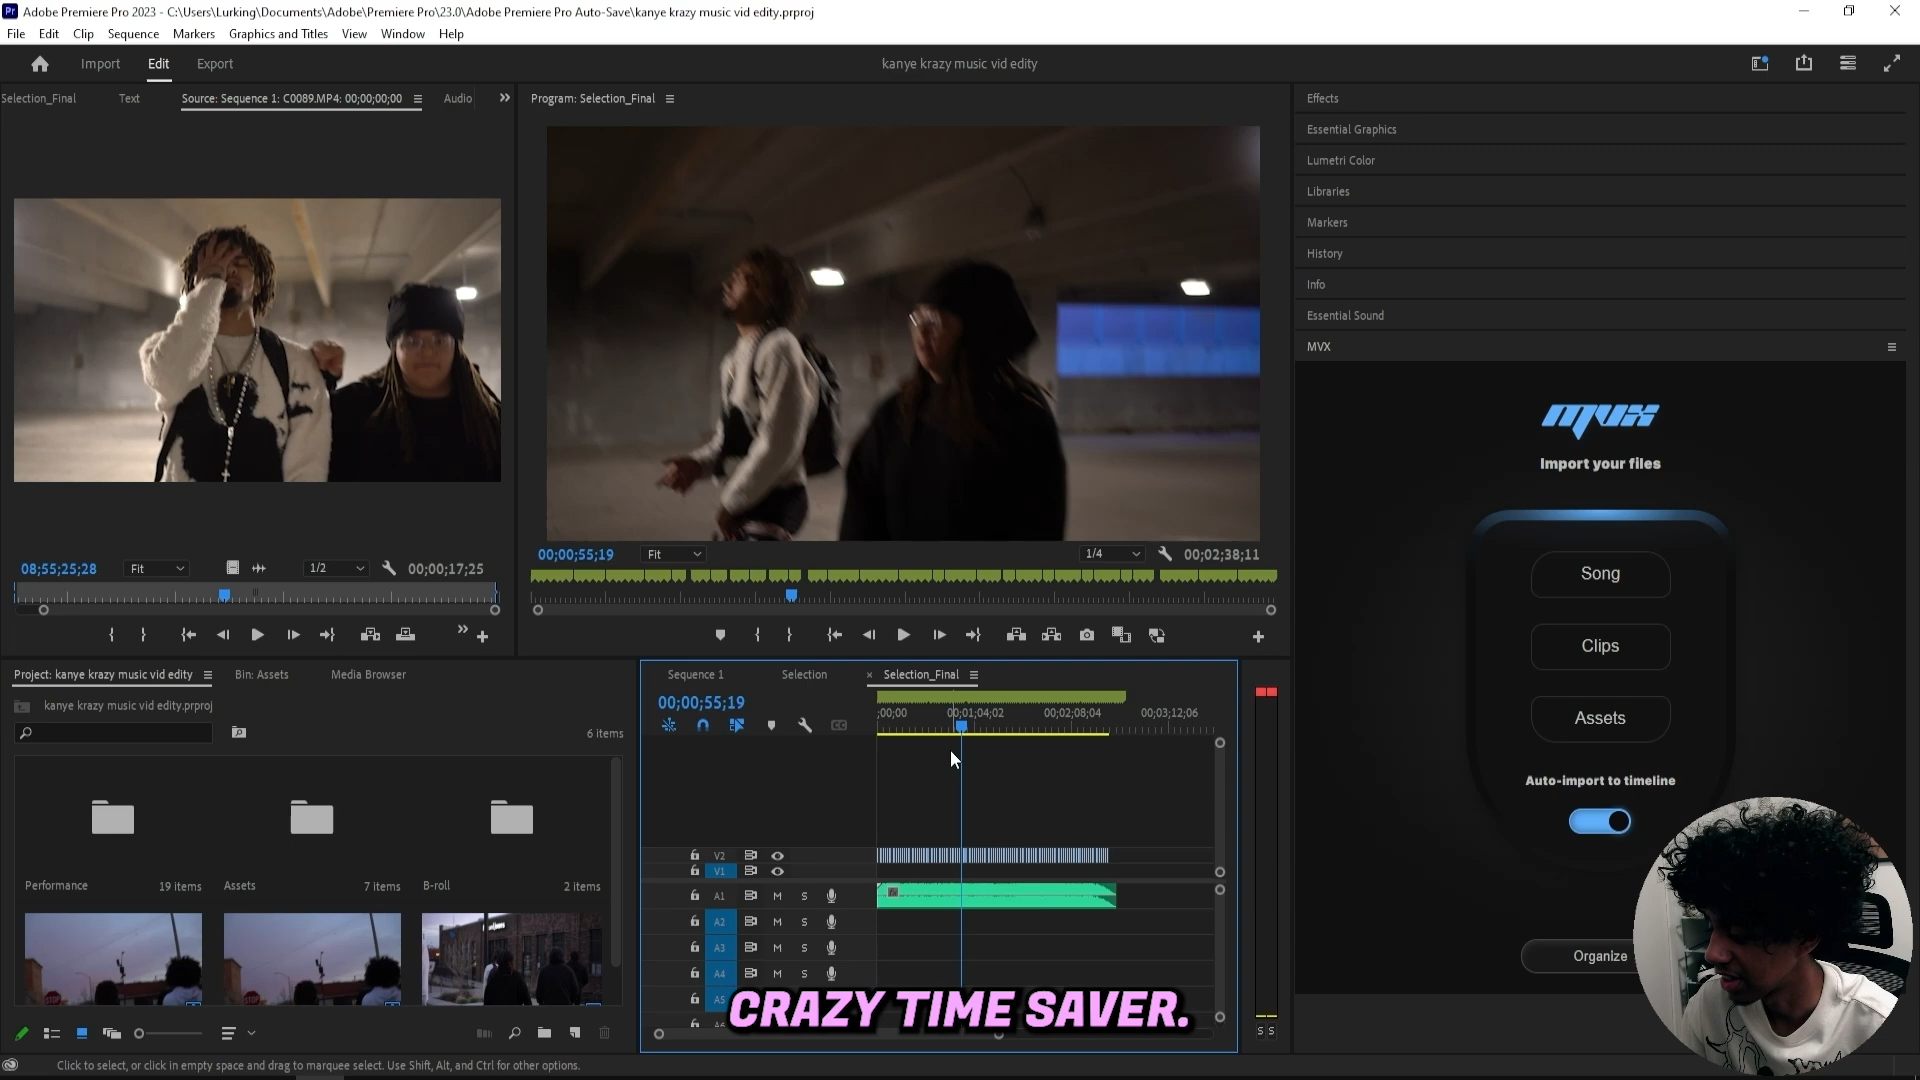 Pr Adobe Premiere Pro 2023 - C:\Users\Lurking\Documents\Adobe\Premiere Pro\23.0\Adobe Premiere Pro Auto-Save\kanye krazy music vid edity.prproj
File Edit Clip Sequence Markers Graphics and Titles View Window Help
Import Edit Export kanye krazy music vid edity
Selection_Final Text Source: Sequence 1: C0089.MP4: 00;00;00;00 Audio
Program: Selection_Final
Effects
Essential Graphics
Lumetri Color
Libraries
Markers
History
Info
Essential Sound
MVX
mvx
Import your files
Song
Clips
Assets
Auto-import to timeline
Organize
08;55;25;28 Fit 1/2 00;00;17;25
00;00;55;19 Fit 1/4 00;02;38;11
Project: kanye krazy music vid edity Bin: Assets Media Browser
kanye krazy music vid edity.prproj
6 items
Performance 19 items
Assets 7 items
B-roll 2 items
STOP
STOP
Sequence 1 Selection × Selection_Final
00;00;55;19
;00;00 00;01;04;02 00;02;08;04 00;03;12;06
V2
V1
A1 M S
fx
A2 M S
A3 M S
A4 M S
A5
A6
S S
CRAZY TIME SAVER.
Click to select, or click in empty space and drag to marquee select. Use Shift, Alt, and Ctrl for other options.